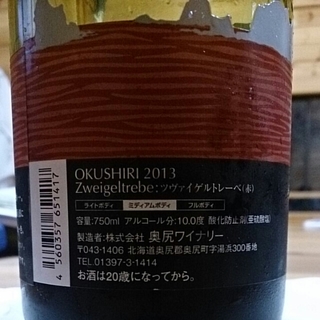 OKUSHIRI 2013
Zweigeltrebe:ツヴァイゲルトレーベ(赤)
ライトボディ ミディアムボディ フルボディ
容量:750ml アルコール分:10.0度 酸化防止剤(亜硫酸塩)
製造者:株式会社 奥尻ワイナリー
〒043-1406 北海道奥尻郡奥尻町字湯浜300番地
TEL.01397-3-1414
お酒は20歳になってから。
4 560357 651417